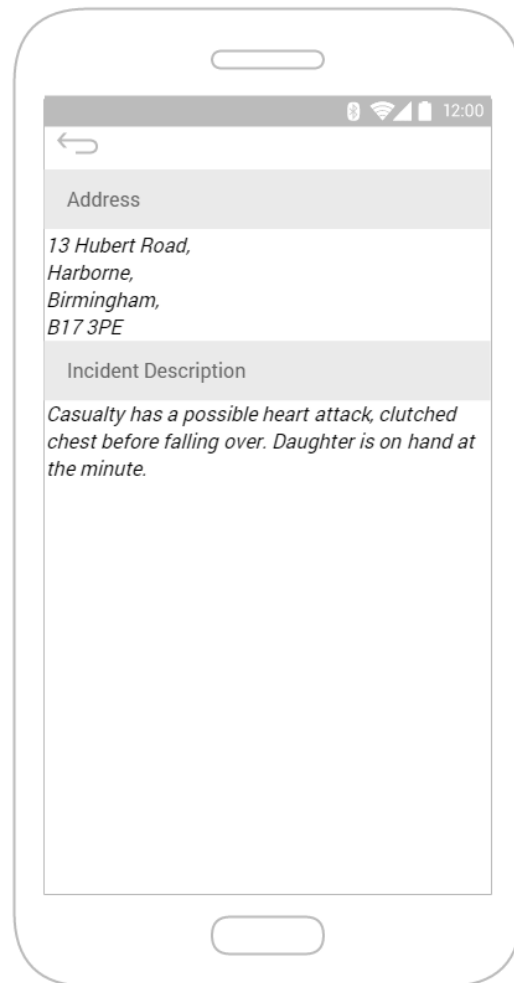 12:00
Address
13 Hubert Road,
Harborne,
Birmingham,
B17 3PE
Incident Description
Casualty has a possible heart attack, clutched
chest before falling over. Daughter is on hand at
the minute.